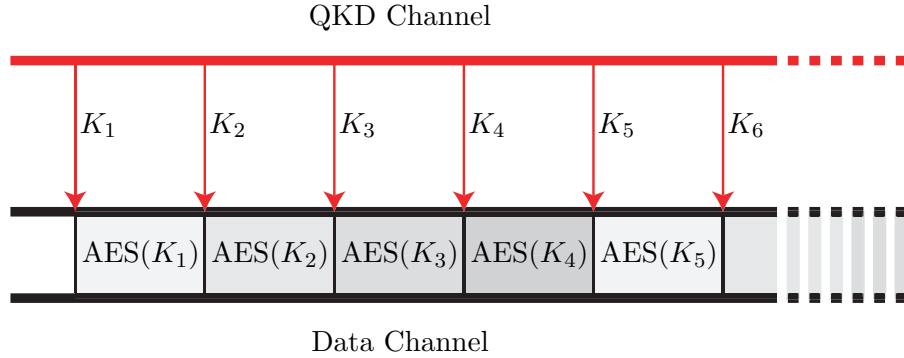 QKD Channel
K₁ K₂ K₃ K₄ K₅ K₆
AES(K₁) AES(K₂) AES(K₃) AES(K₄) AES(K₅)
Data Channel